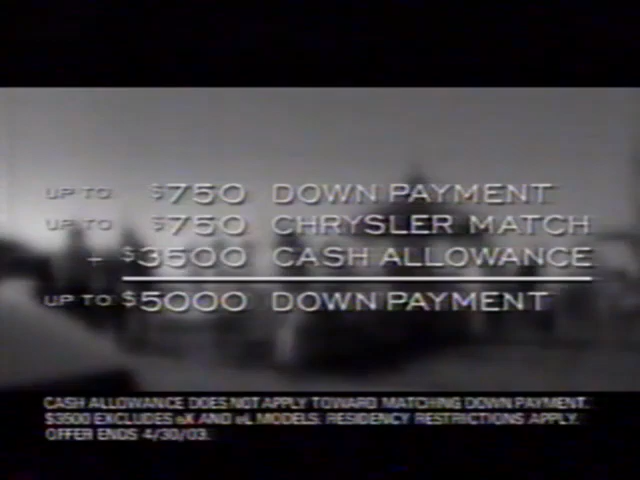 UP TO $750 DOWN PAYMENT
UP TO $750 CHRYSLER MATCH
+ $3500 CASH ALLOWANCE
UP TO $5000 DOWN PAYMENT
CASH ALLOWANCE DOES NOT APPLY TOWARD MATCHING DOWN PAYMENT.
$3500 EXCLUDES eX AND eL MODELS. RESIDENCY RESTRICTIONS APPLY.
OFFER ENDS 4/30/03.